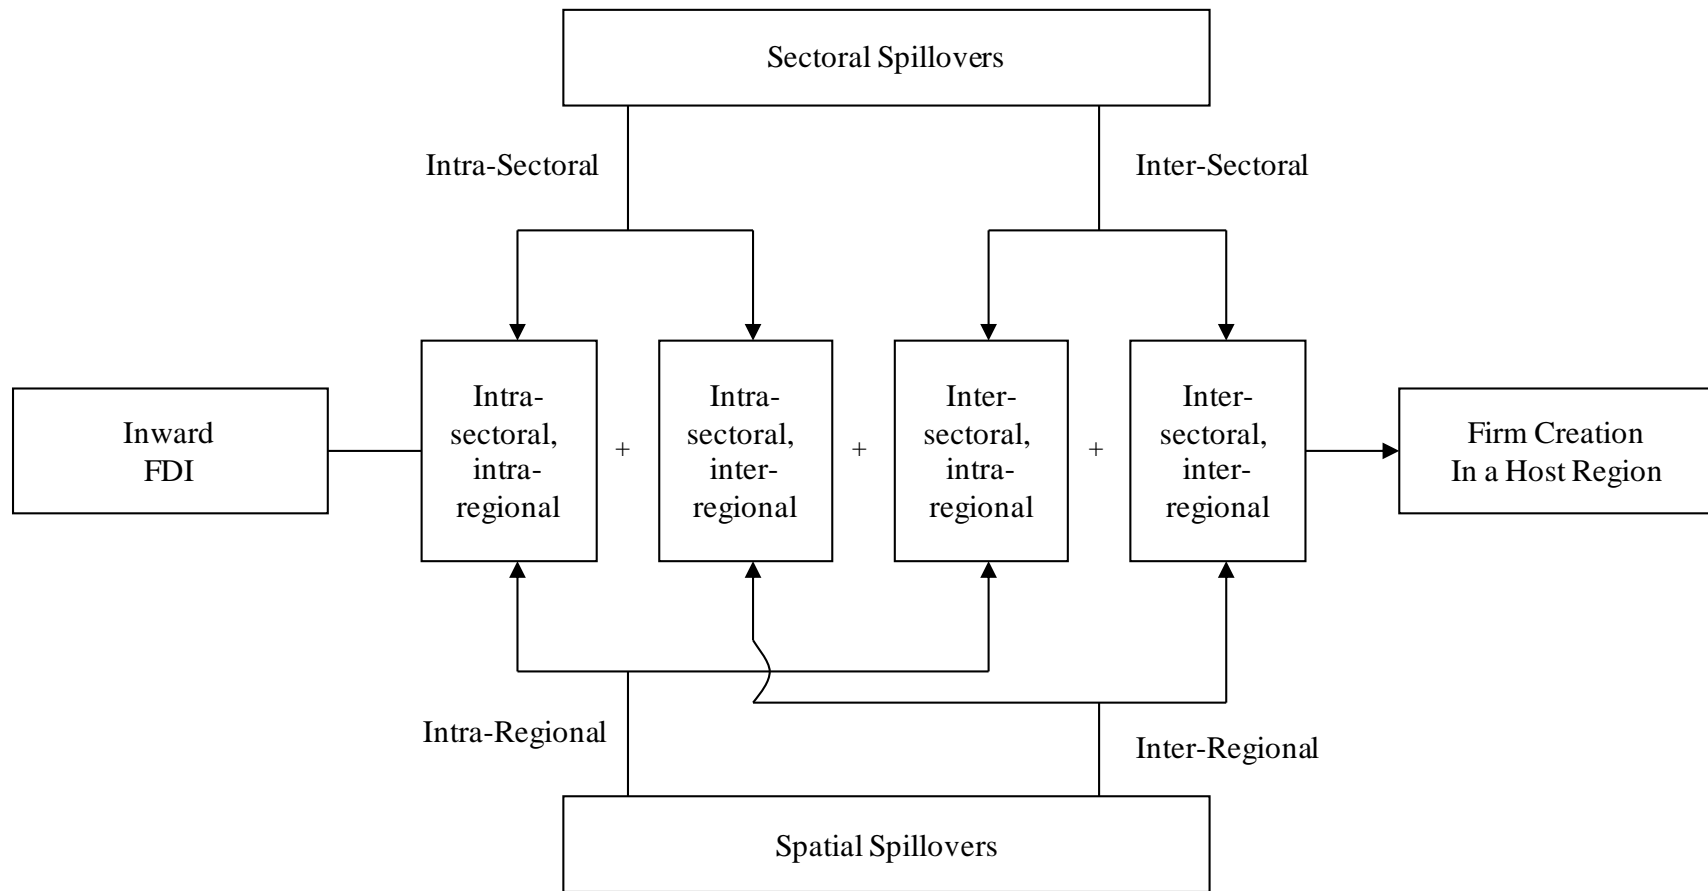 Sectoral Spillovers
Intra-Sectoral
Inter-Sectoral
Inward
FDI
Intra-
sectoral,
intra-
regional
+
Intra-
sectoral,
inter-
regional
+
Inter-
sectoral,
intra-
regional
+
Inter-
sectoral,
inter-
regional
Firm Creation
In a Host Region
Intra-Regional
Inter-Regional
Spatial Spillovers